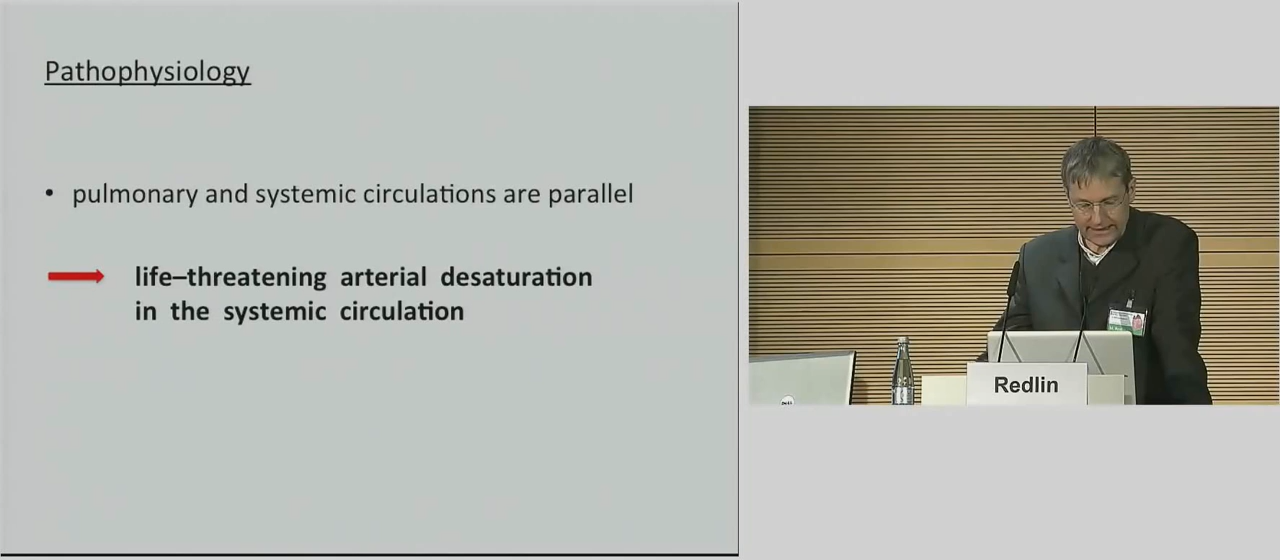 Pathophysiology
• pulmonary and systemic circulations are parallel
life–threatening arterial desaturation
in the systemic circulation
Redlin